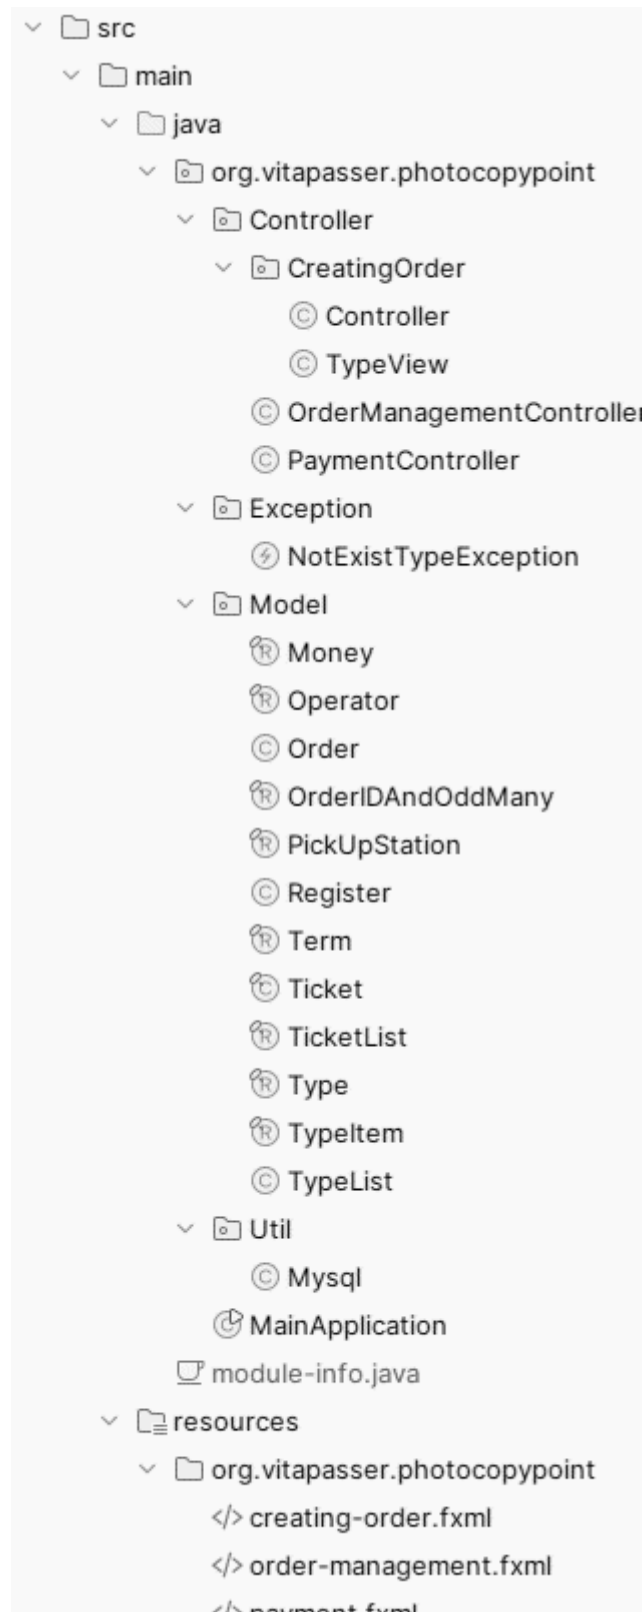 src
main
java
org.vitapasser.photocopypoint
Controller
CreatingOrder
Controller
TypeView
OrderManagementController
PaymentController
Exception
NotExistTypeException
Model
Money
Operator
Order
OrderIDAndOddMany
PickUpStation
Register
Term
Ticket
TicketList
Type
TypeItem
TypeList
Util
Mysql
MainApplication
module-info.java
resources
org.vitapasser.photocopypoint
creating-order.fxml
order-management.fxml
payment.fxml